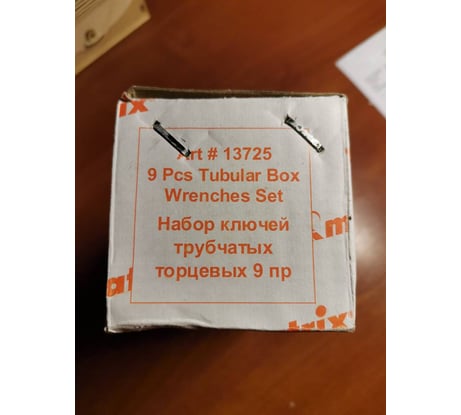 Art # 13725
9 Pcs Tubular Box
Wrenches Set
Набор ключей
трубчатых
торцевых 9 пр